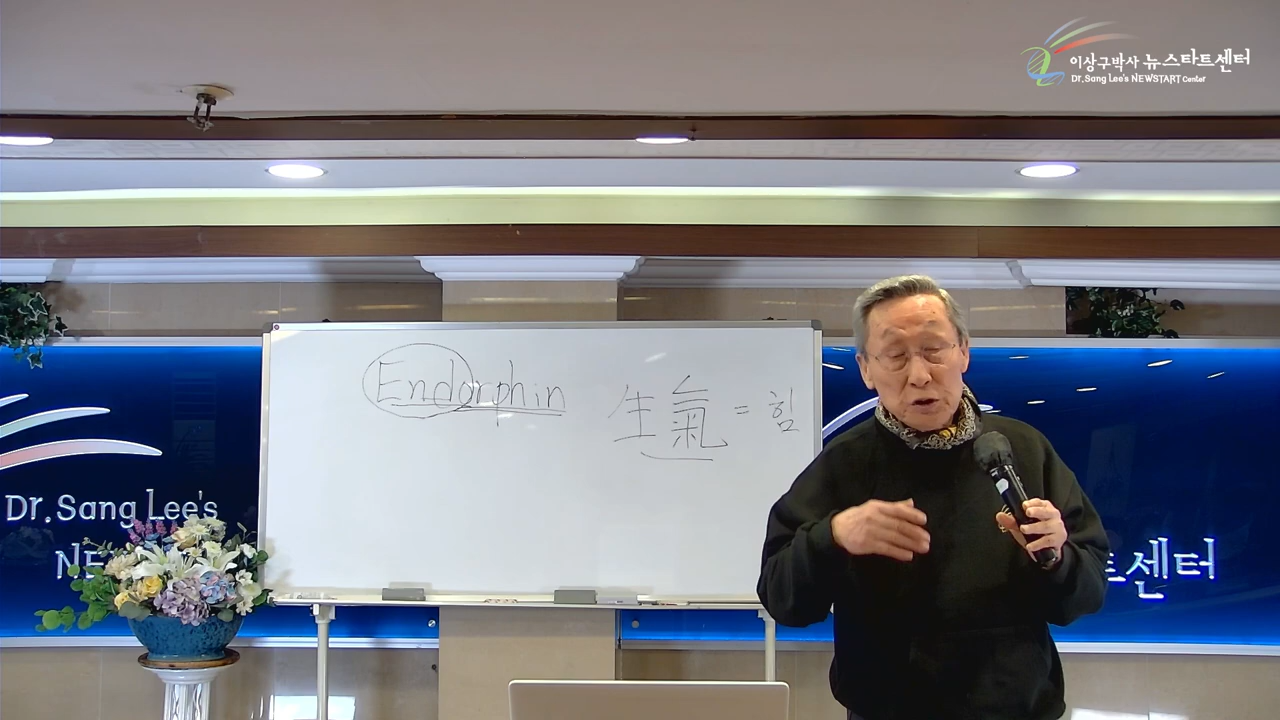 이상구박사 뉴스타트센터
Dr. Sang Lee's NEWSTART Center
Endorphin
生氣 = 힘
Dr. Sang Lee's
NE
트센터